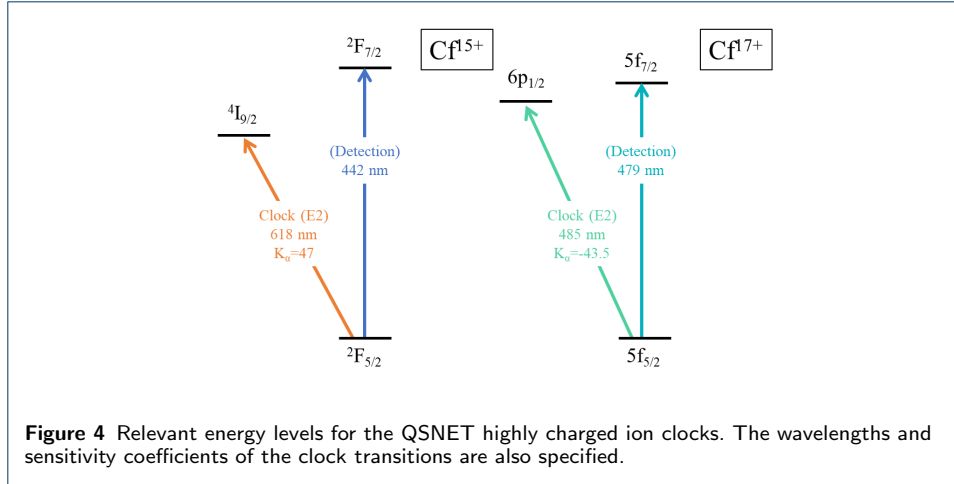 ²F₇/₂
Cf¹⁵⁺
⁴I₉/₂
(Detection)
442 nm
Clock (E2)
618 nm
Kα=47
²F₅/₂
5f₇/₂
Cf¹⁷⁺
6p₁/₂
(Detection)
479 nm
Clock (E2)
485 nm
Kα=-43.5
5f₅/₂
Figure 4 Relevant energy levels for the QSNET highly charged ion clocks. The wavelengths and
sensitivity coefficients of the clock transitions are also specified.